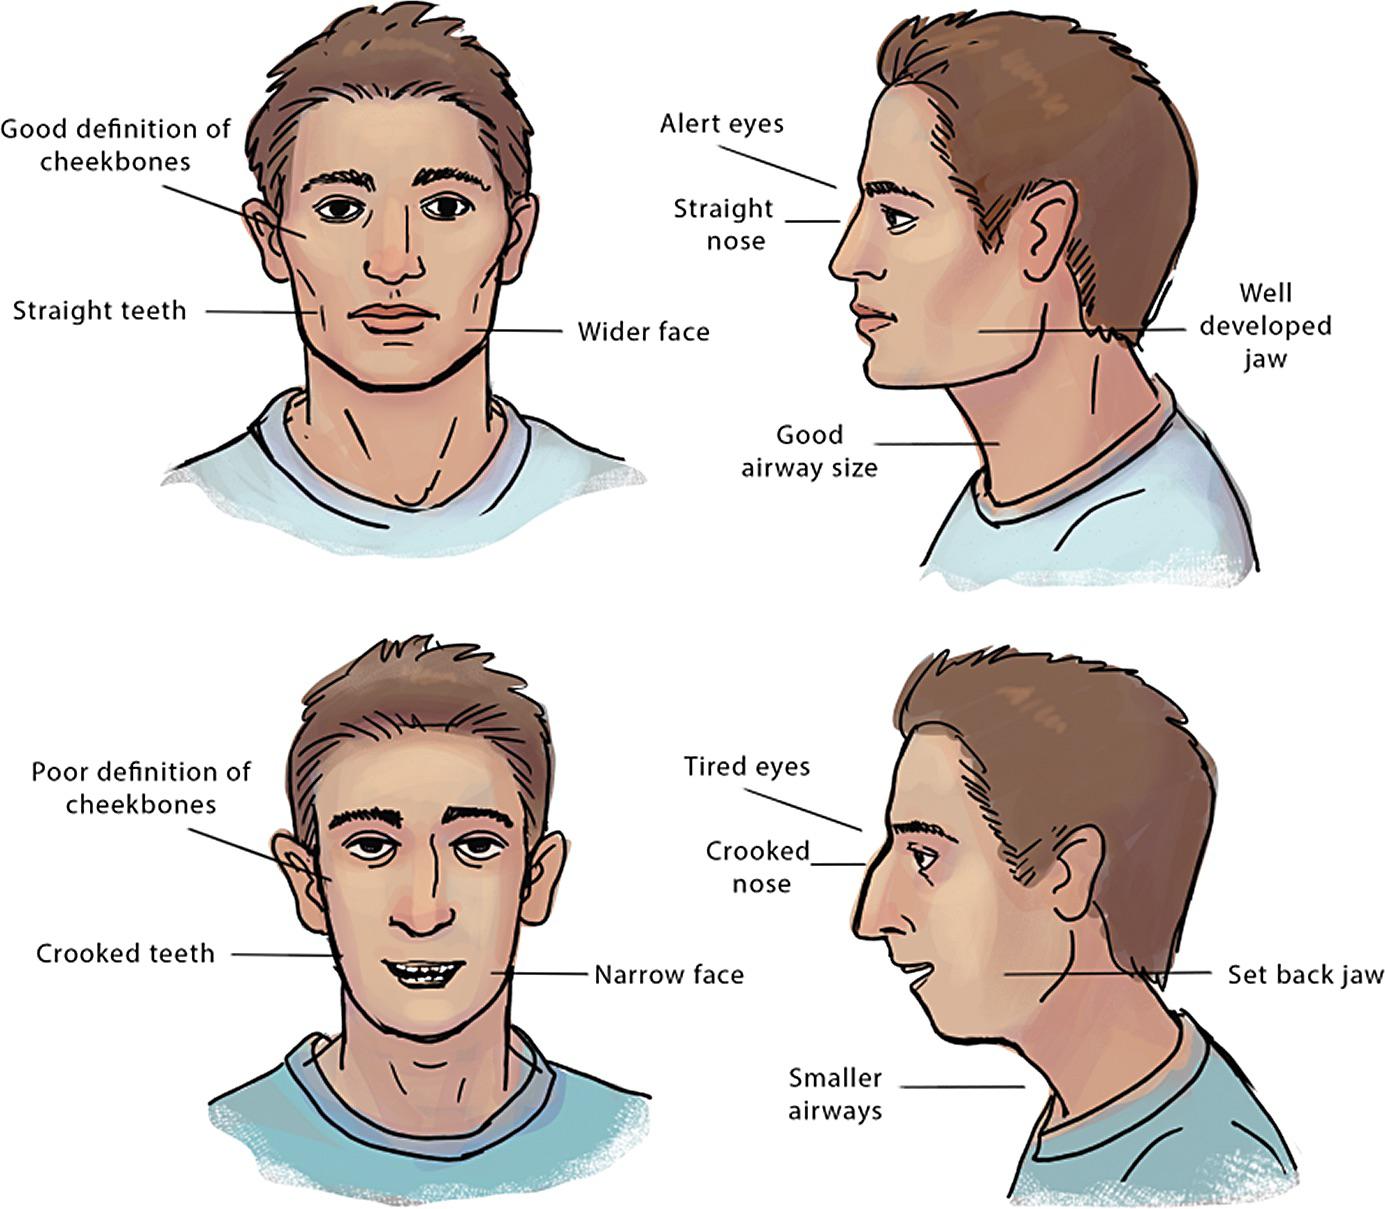 Good definition of
cheekbones
Straight teeth
Wider face
Alert eyes
Straight
nose
Well
developed
jaw
Good
airway size
Poor definition of
cheekbones
Crooked teeth
Narrow face
Tired eyes
Crooked
nose
Set back jaw
Smaller
airways